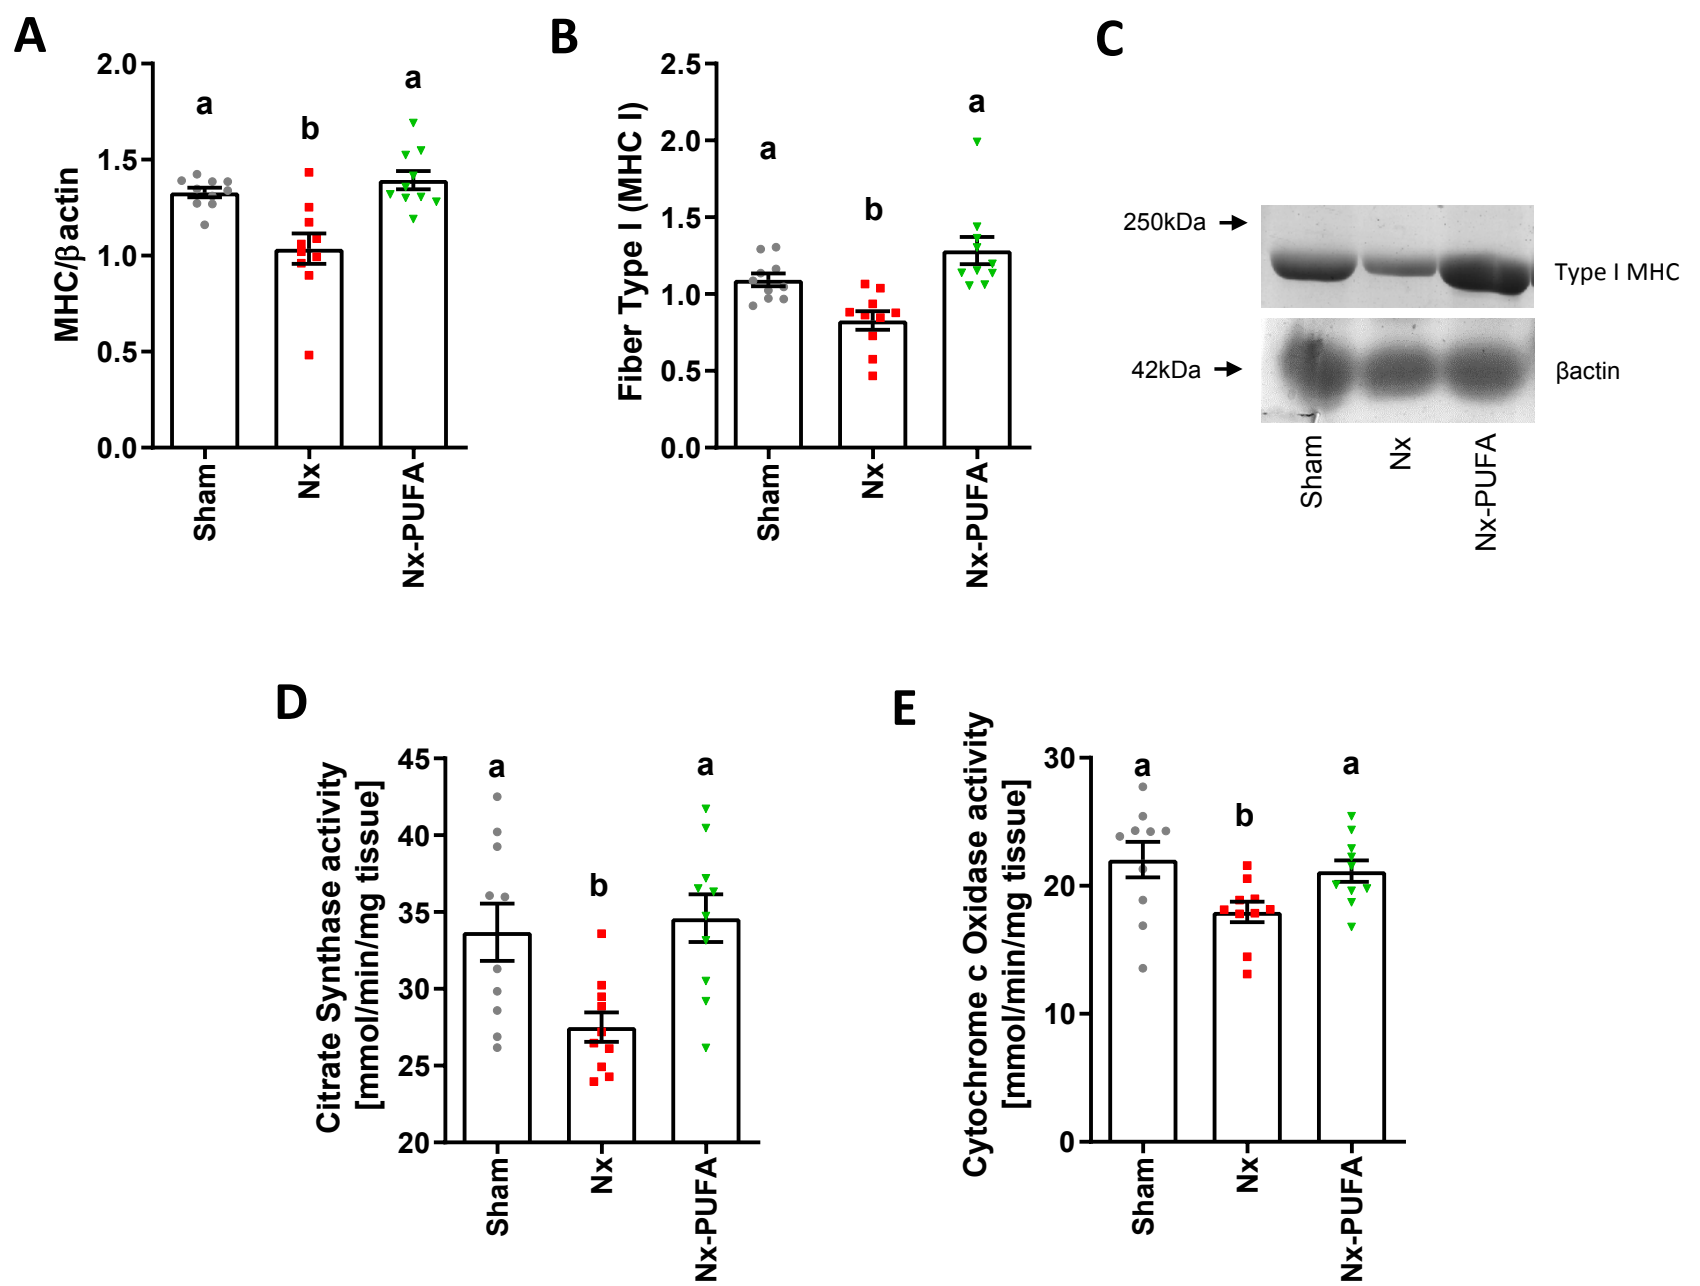 A
MHC/βactin
2.0
1.5
1.0
0.5
0.0
a
b
a
Sham
Nx
Nx-PUFA
B
Fiber Type I (MHC I)
2.5
2.0
1.5
1.0
0.5
0.0
a
b
a
Sham
Nx
Nx-PUFA
C
250kDa
Type I MHC
42kDa
βactin
Sham
Nx
Nx-PUFA
D
Citrate Synthase activity
[mmol/min/mg tissue]
45
40
35
30
25
20
a
b
a
Sham
Nx
Nx-PUFA
E
Cytochrome c Oxidase activity
[mmol/min/mg tissue]
30
20
10
0
a
b
a
Sham
Nx
Nx-PUFA